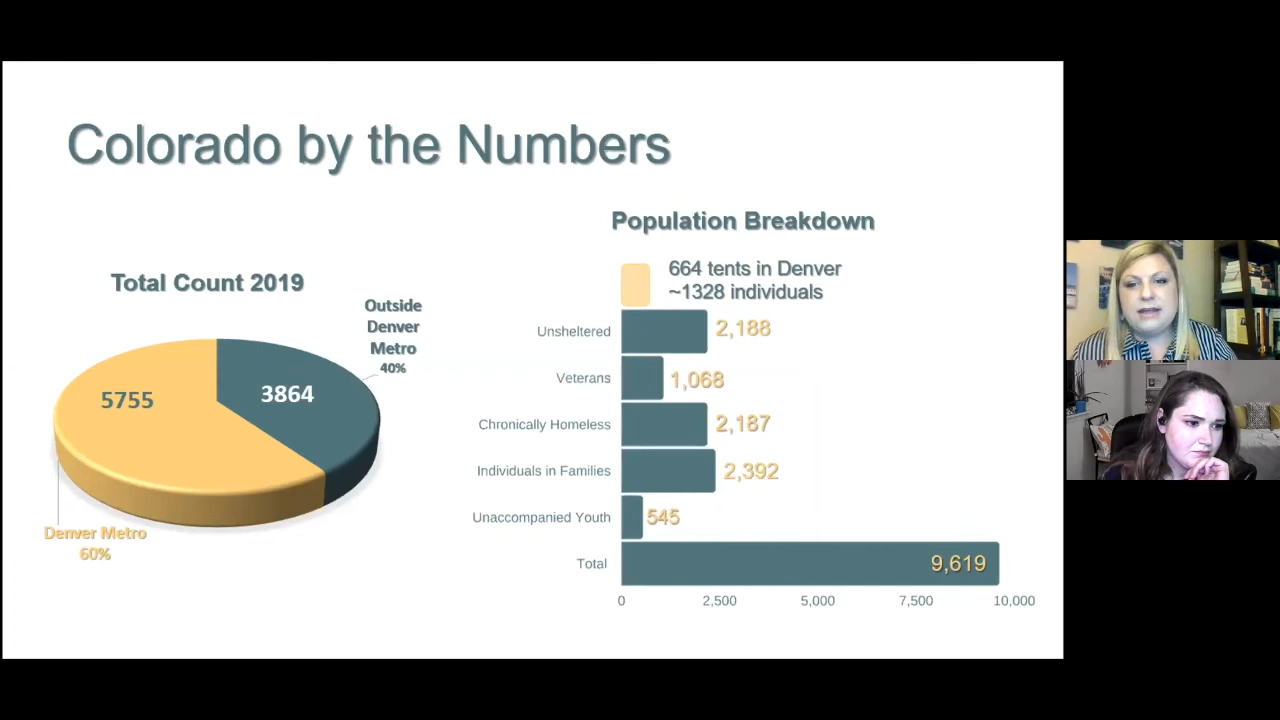 Colorado by the Numbers
Total Count 2019
Outside
Denver
Metro
40%
5755
3864
Denver Metro
60%
Population Breakdown
664 tents in Denver
~1328 individuals
Unsheltered
2,188
Veterans
1,068
Chronically Homeless
2,187
Individuals in Families
2,392
Unaccompanied Youth
545
Total
9,619
0
2,500
5,000
7,500
10,000